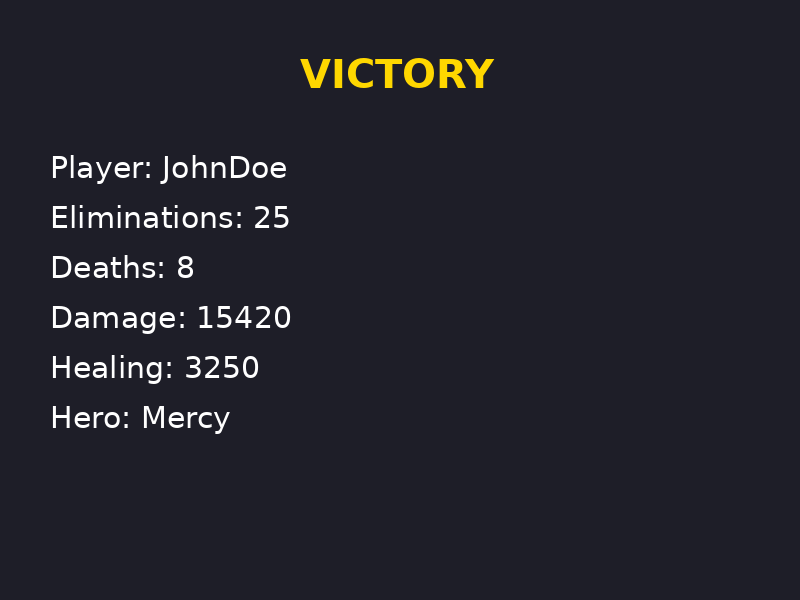 VICTORY
Player: JohnDoe
Eliminations: 25
Deaths: 8
Damage: 15420
Healing: 3250
Hero: Mercy